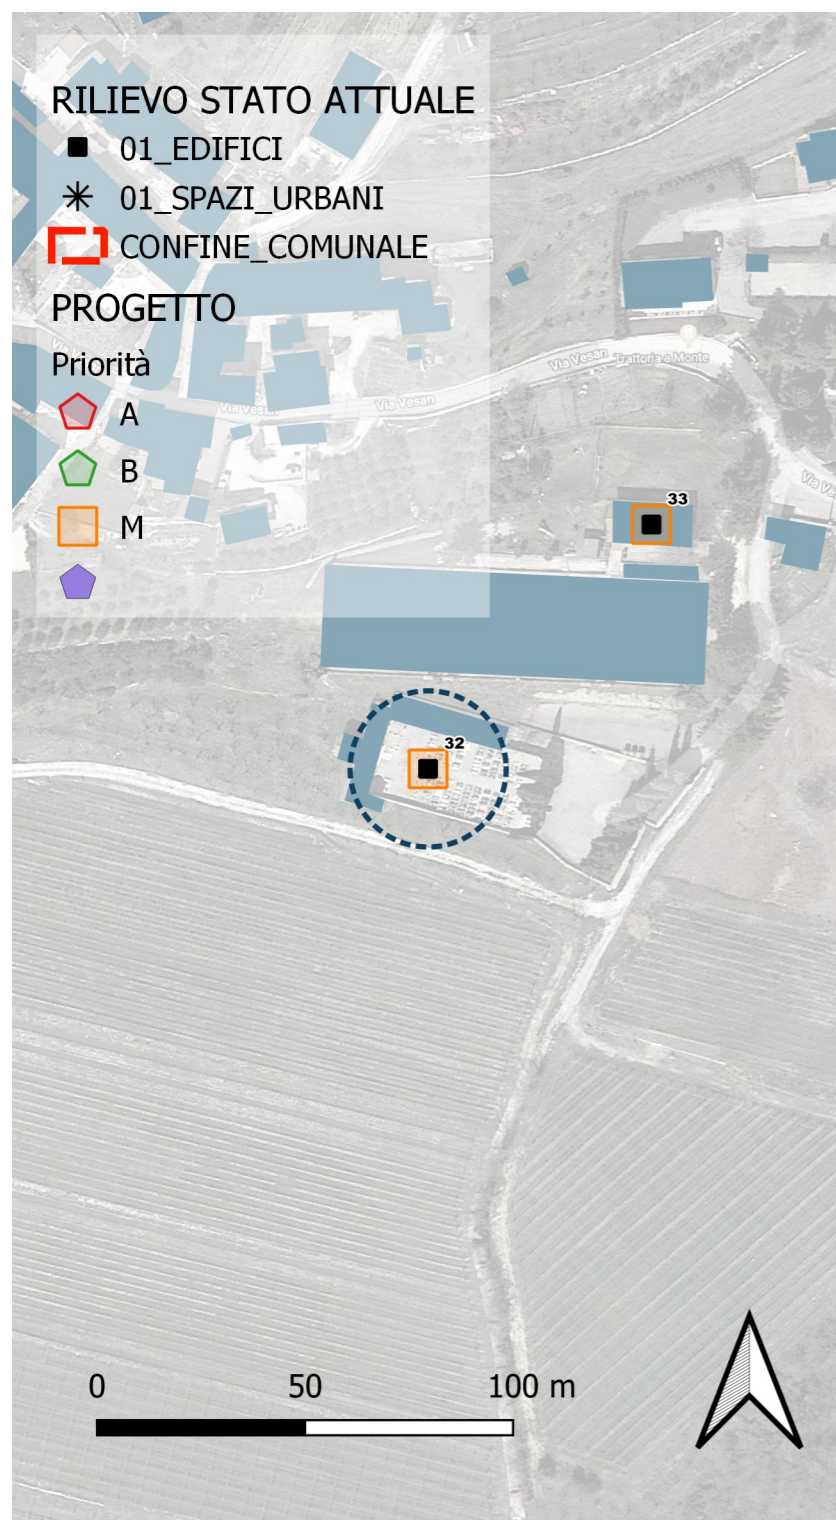 RILIEVO STATO ATTUALE
01_EDIFICI
01_SPAZI_URBANI
CONFINE_COMUNALE
PROGETTO
Priorità
A
B
M
Via Vesan
Trattoria a Monte
Via Vesan
Via Vesan
33
32
0 50 100 m